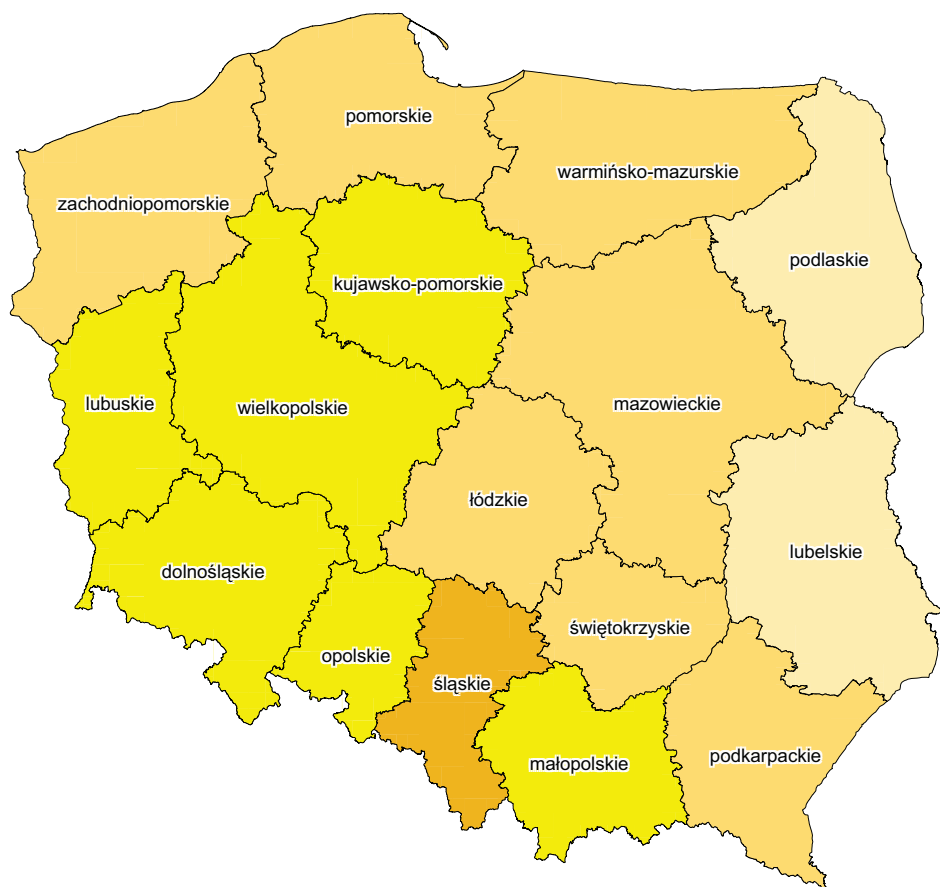 pomorskie
warmińsko-mazurskie
zachodniopomorskie
podlaskie
kujawsko-pomorskie
lubuskie
wielkopolskie
mazowieckie
łódzkie
lubelskie
dolnośląskie
świętokrzyskie
opolskie
śląskie
małopolskie
podkarpackie